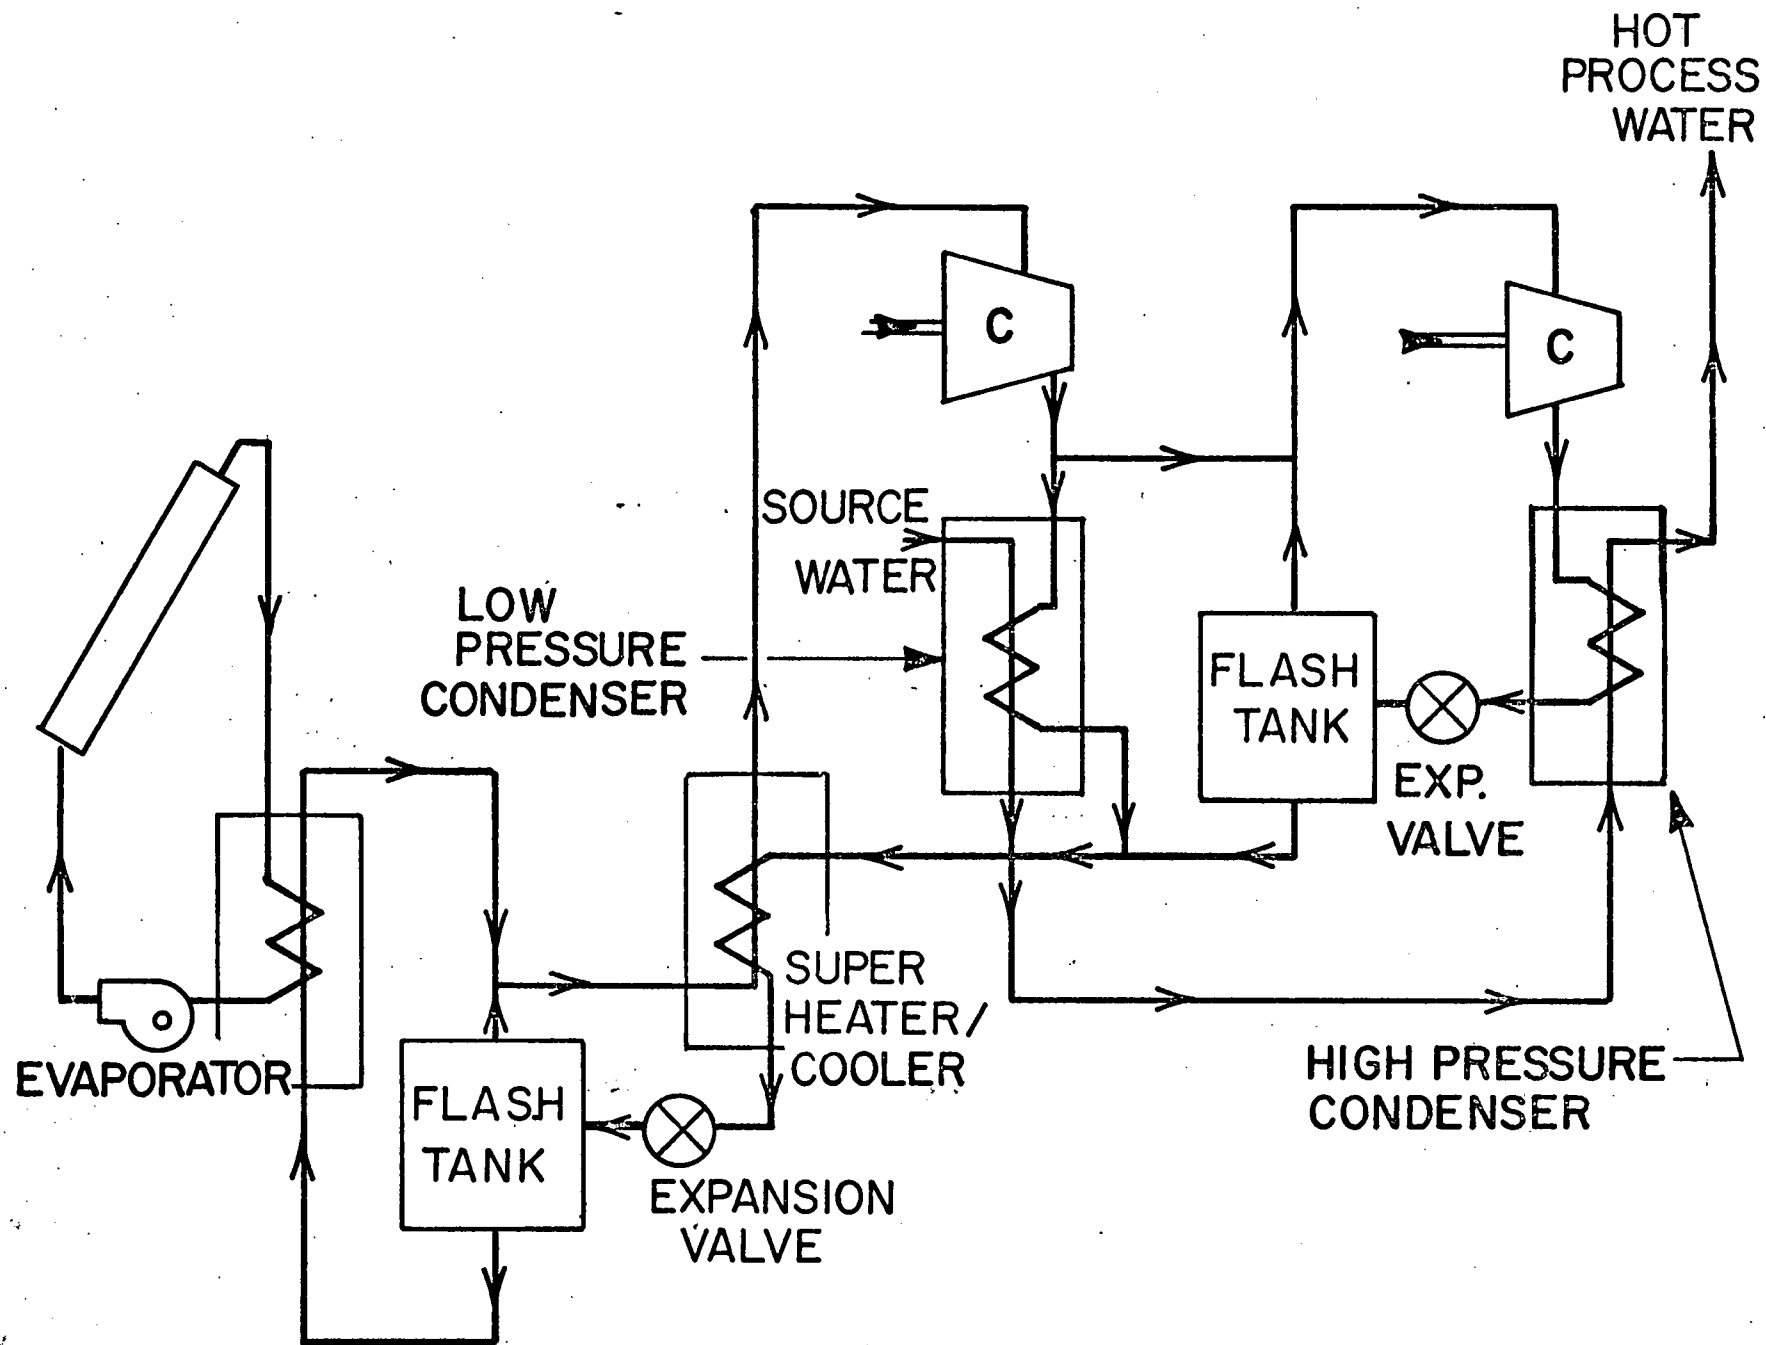 HOT
PROCESS
WATER
C
C
SOURCE
WATER
LOW
PRESSURE
CONDENSER
FLASH
TANK
EXP.
VALVE
SUPER
HEATER/
COOLER
EVAPORATOR
FLASH
TANK
EXPANSION
VALVE
HIGH PRESSURE
CONDENSER